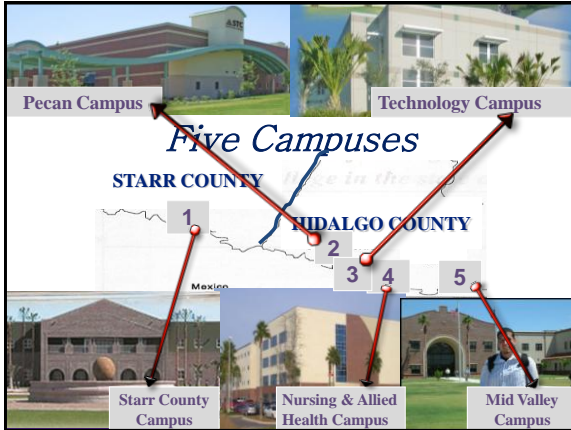 STC
Pecan Campus
Technology Campus
Five Campuses
STARR COUNTY
HIDALGO COUNTY
1
2
3
4
5
Mexico
Starr County
Campus
Nursing & Allied
Health Campus
Mid Valley
Campus